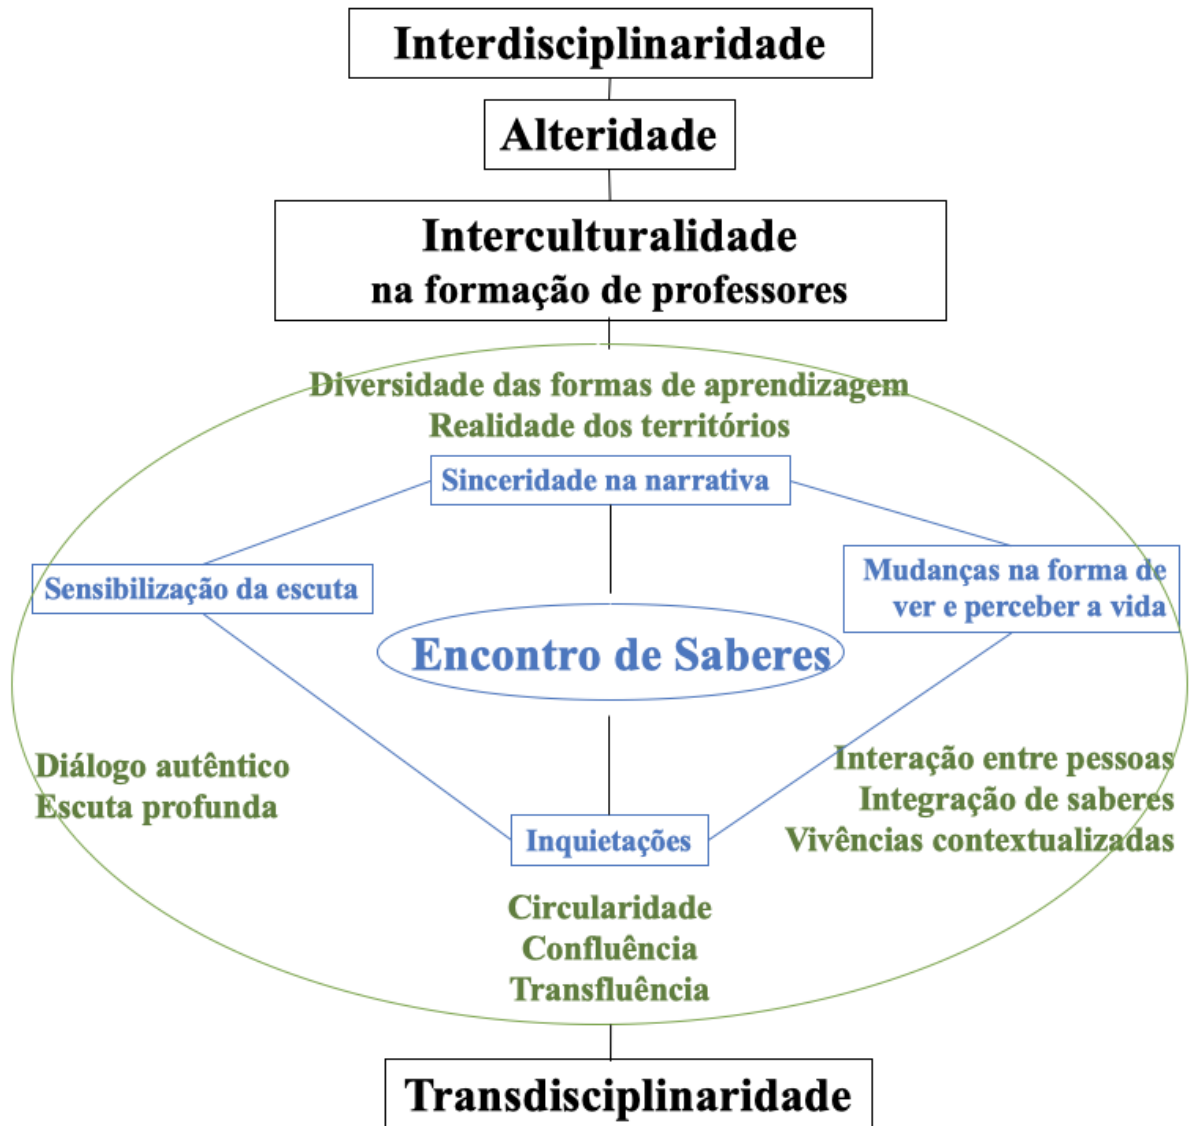 Interdisciplinaridade
Alteridade
Interculturalidade
na formação de professores
Diversidade das formas de aprendizagem
Realidade dos territórios
Sinceridade na narrativa
Sensibilização da escuta
Mudanças na forma de
ver e perceber a vida
Encontro de Saberes
Diálogo autêntico
Escuta profunda
Interação entre pessoas
Integração de saberes
Vivências contextualizadas
Inquietações
Circularidade
Confluência
Transfluência
Transdisciplinaridade